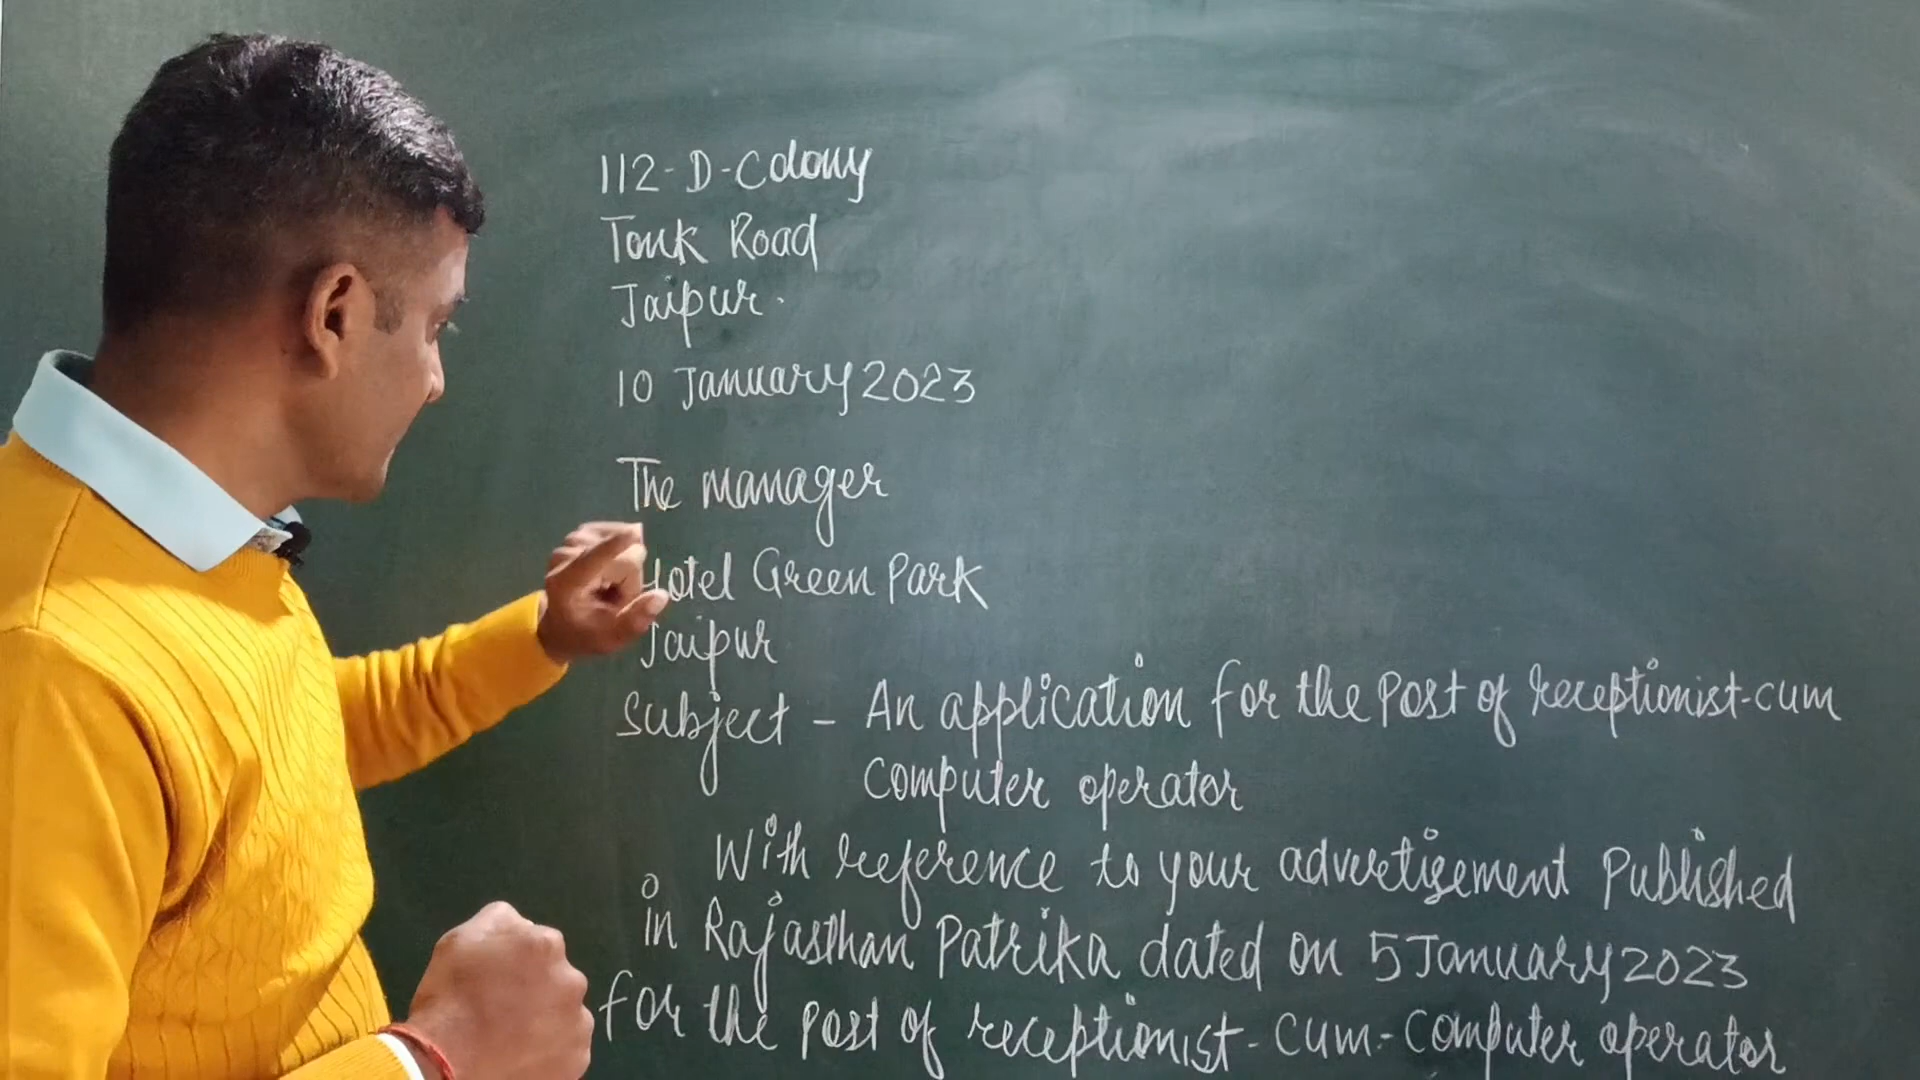 112-D-Colony
Tonk Road
Jaipur.
10 January 2023
The manager
Hotel Green Park
Jaipur
Subject - An application for the Post of receptionist-cum
Computer operator
With reference to your advertisement Published
in Rajasthan Patrika dated on 5 January 2023
for the post of receptionist-cum-computer operator